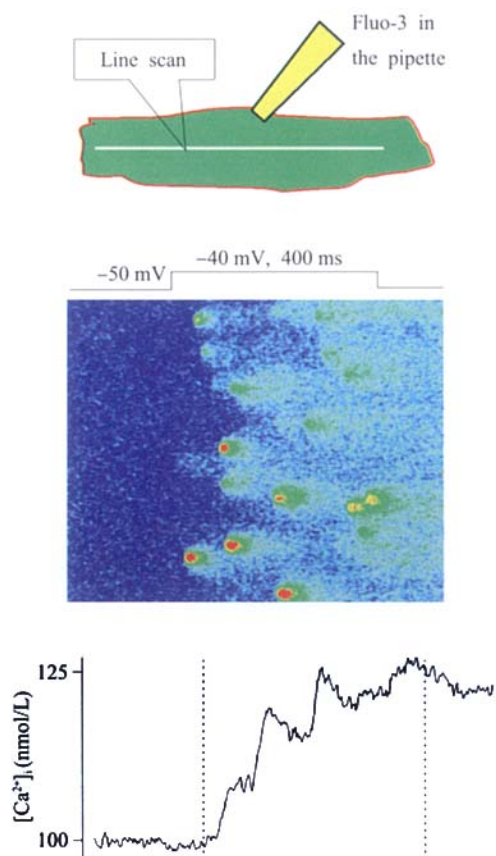 Fluo-3 in
the pipette
Line scan
−40 mV, 400 ms
−50 mV
125
[Ca²⁺]ᵢ(nmol/L)
100